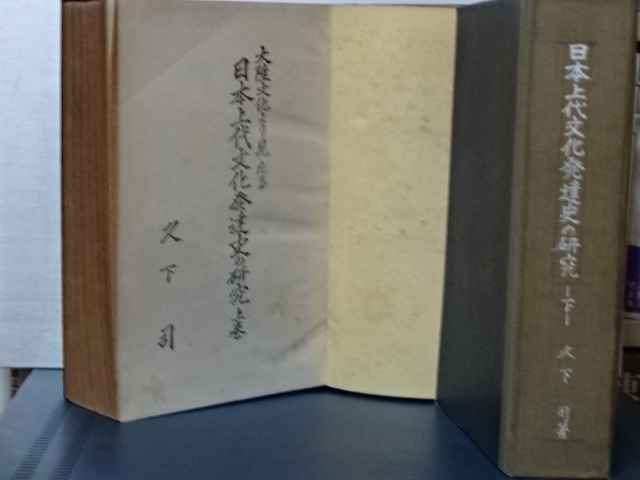 大陸文化より見たる
日本上代文化発達史の研究 上巻
久下司
日本上代文化発達史の研究 ー下ー
久下司著